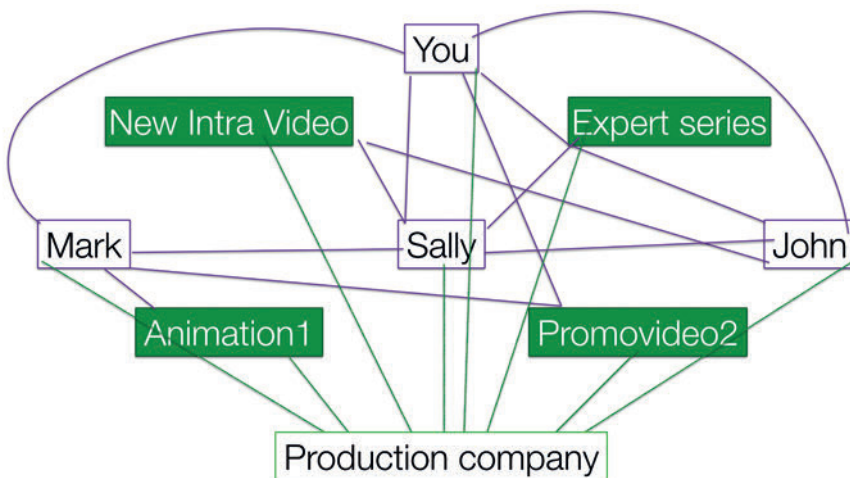 You
New Intra Video
Expert series
Mark
Sally
John
Animation1
Promovideo2
Production company